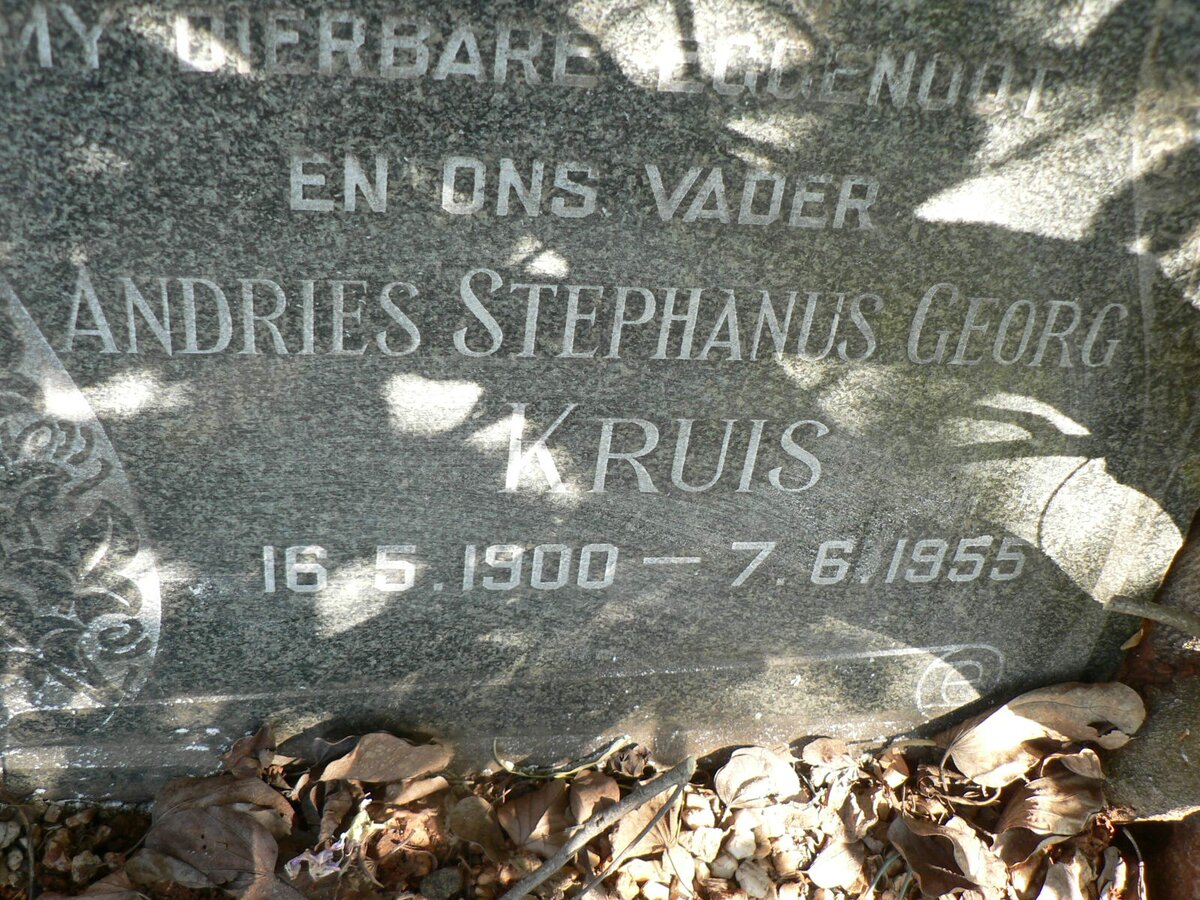 MY DIERBARE EGGENOOT
EN ONS VADER
ANDRIES STEPHANUS GEORG
KRUIS
16.5.1900 — 7.6.1955